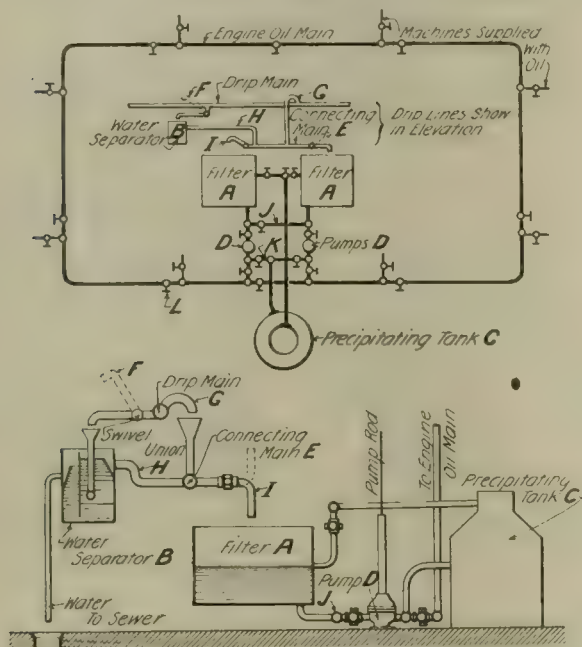 Engine Oil Main
Machines Supplied
With
Oil
F
Drip Main
G
H
Connecting
Main E
Drip Lines Show
in Elevation
Water
Separator
B
I
Filter
A
Filter
A
J
D
K
Pumps D
L
Precipitating Tank C
F
Drip Main
G
Swivel
Union
Connecting
Main E
H
I
Water
Separator B
Water
To Sewer
Filter A
Pump Rod
To Engine
Oil Main
Precipitating
Tank C
Pump D
J